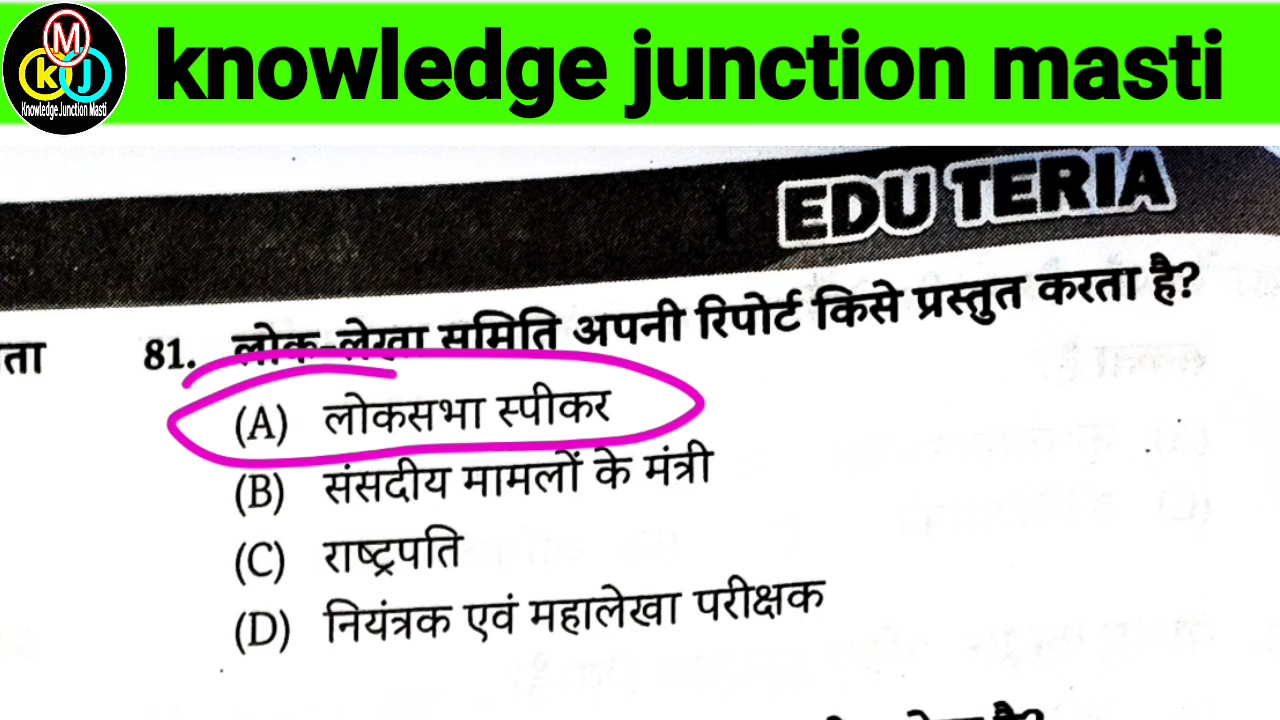 M
K J
Knowledge Junction Masti
knowledge junction masti
EDU TERIA
ता
81. लोक-लेखा समिति अपनी रिपोर्ट किसे प्रस्तुत करता है?
(A) लोकसभा स्पीकर
(B) संसदीय मामलों के मंत्री
(C) राष्ट्रपति
(D) नियंत्रक एवं महालेखा परीक्षक
है?